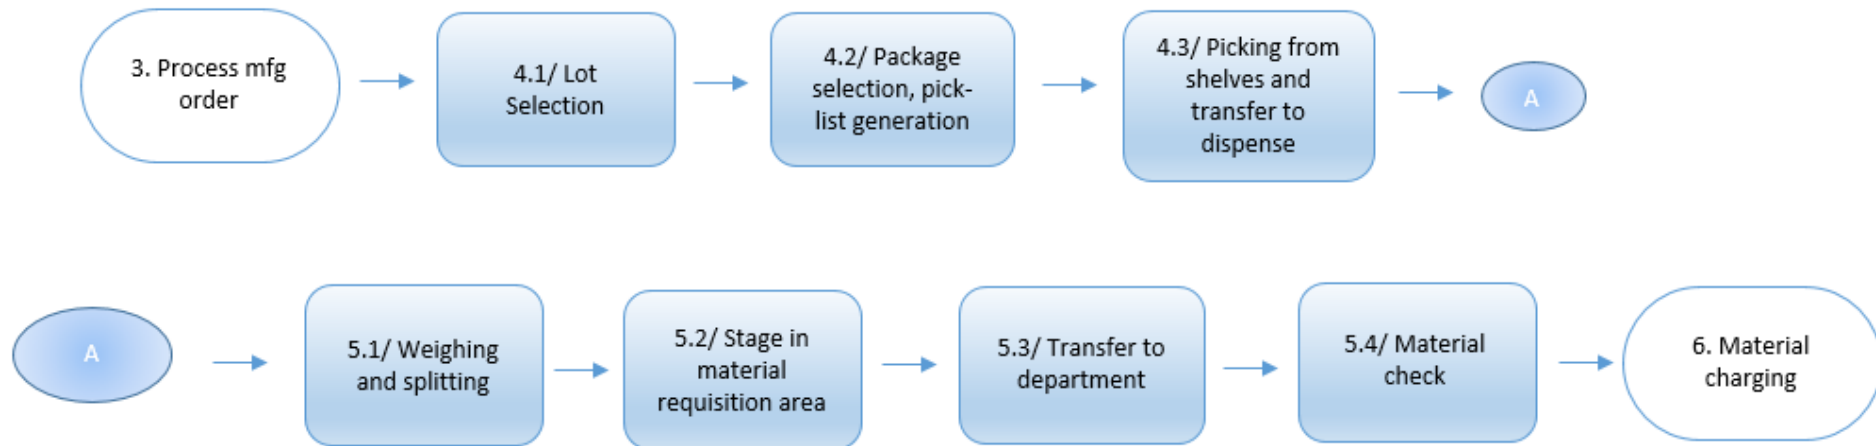 3. Process mfg
order
4.1/ Lot
Selection
4.2/ Package
selection, pick-
list generation
4.3/ Picking from
shelves and
transfer to
dispense
A
A
5.1/ Weighing
and splitting
5.2/ Stage in
material
requisition area
5.3/ Transfer to
department
5.4/ Material
check
6. Material
charging